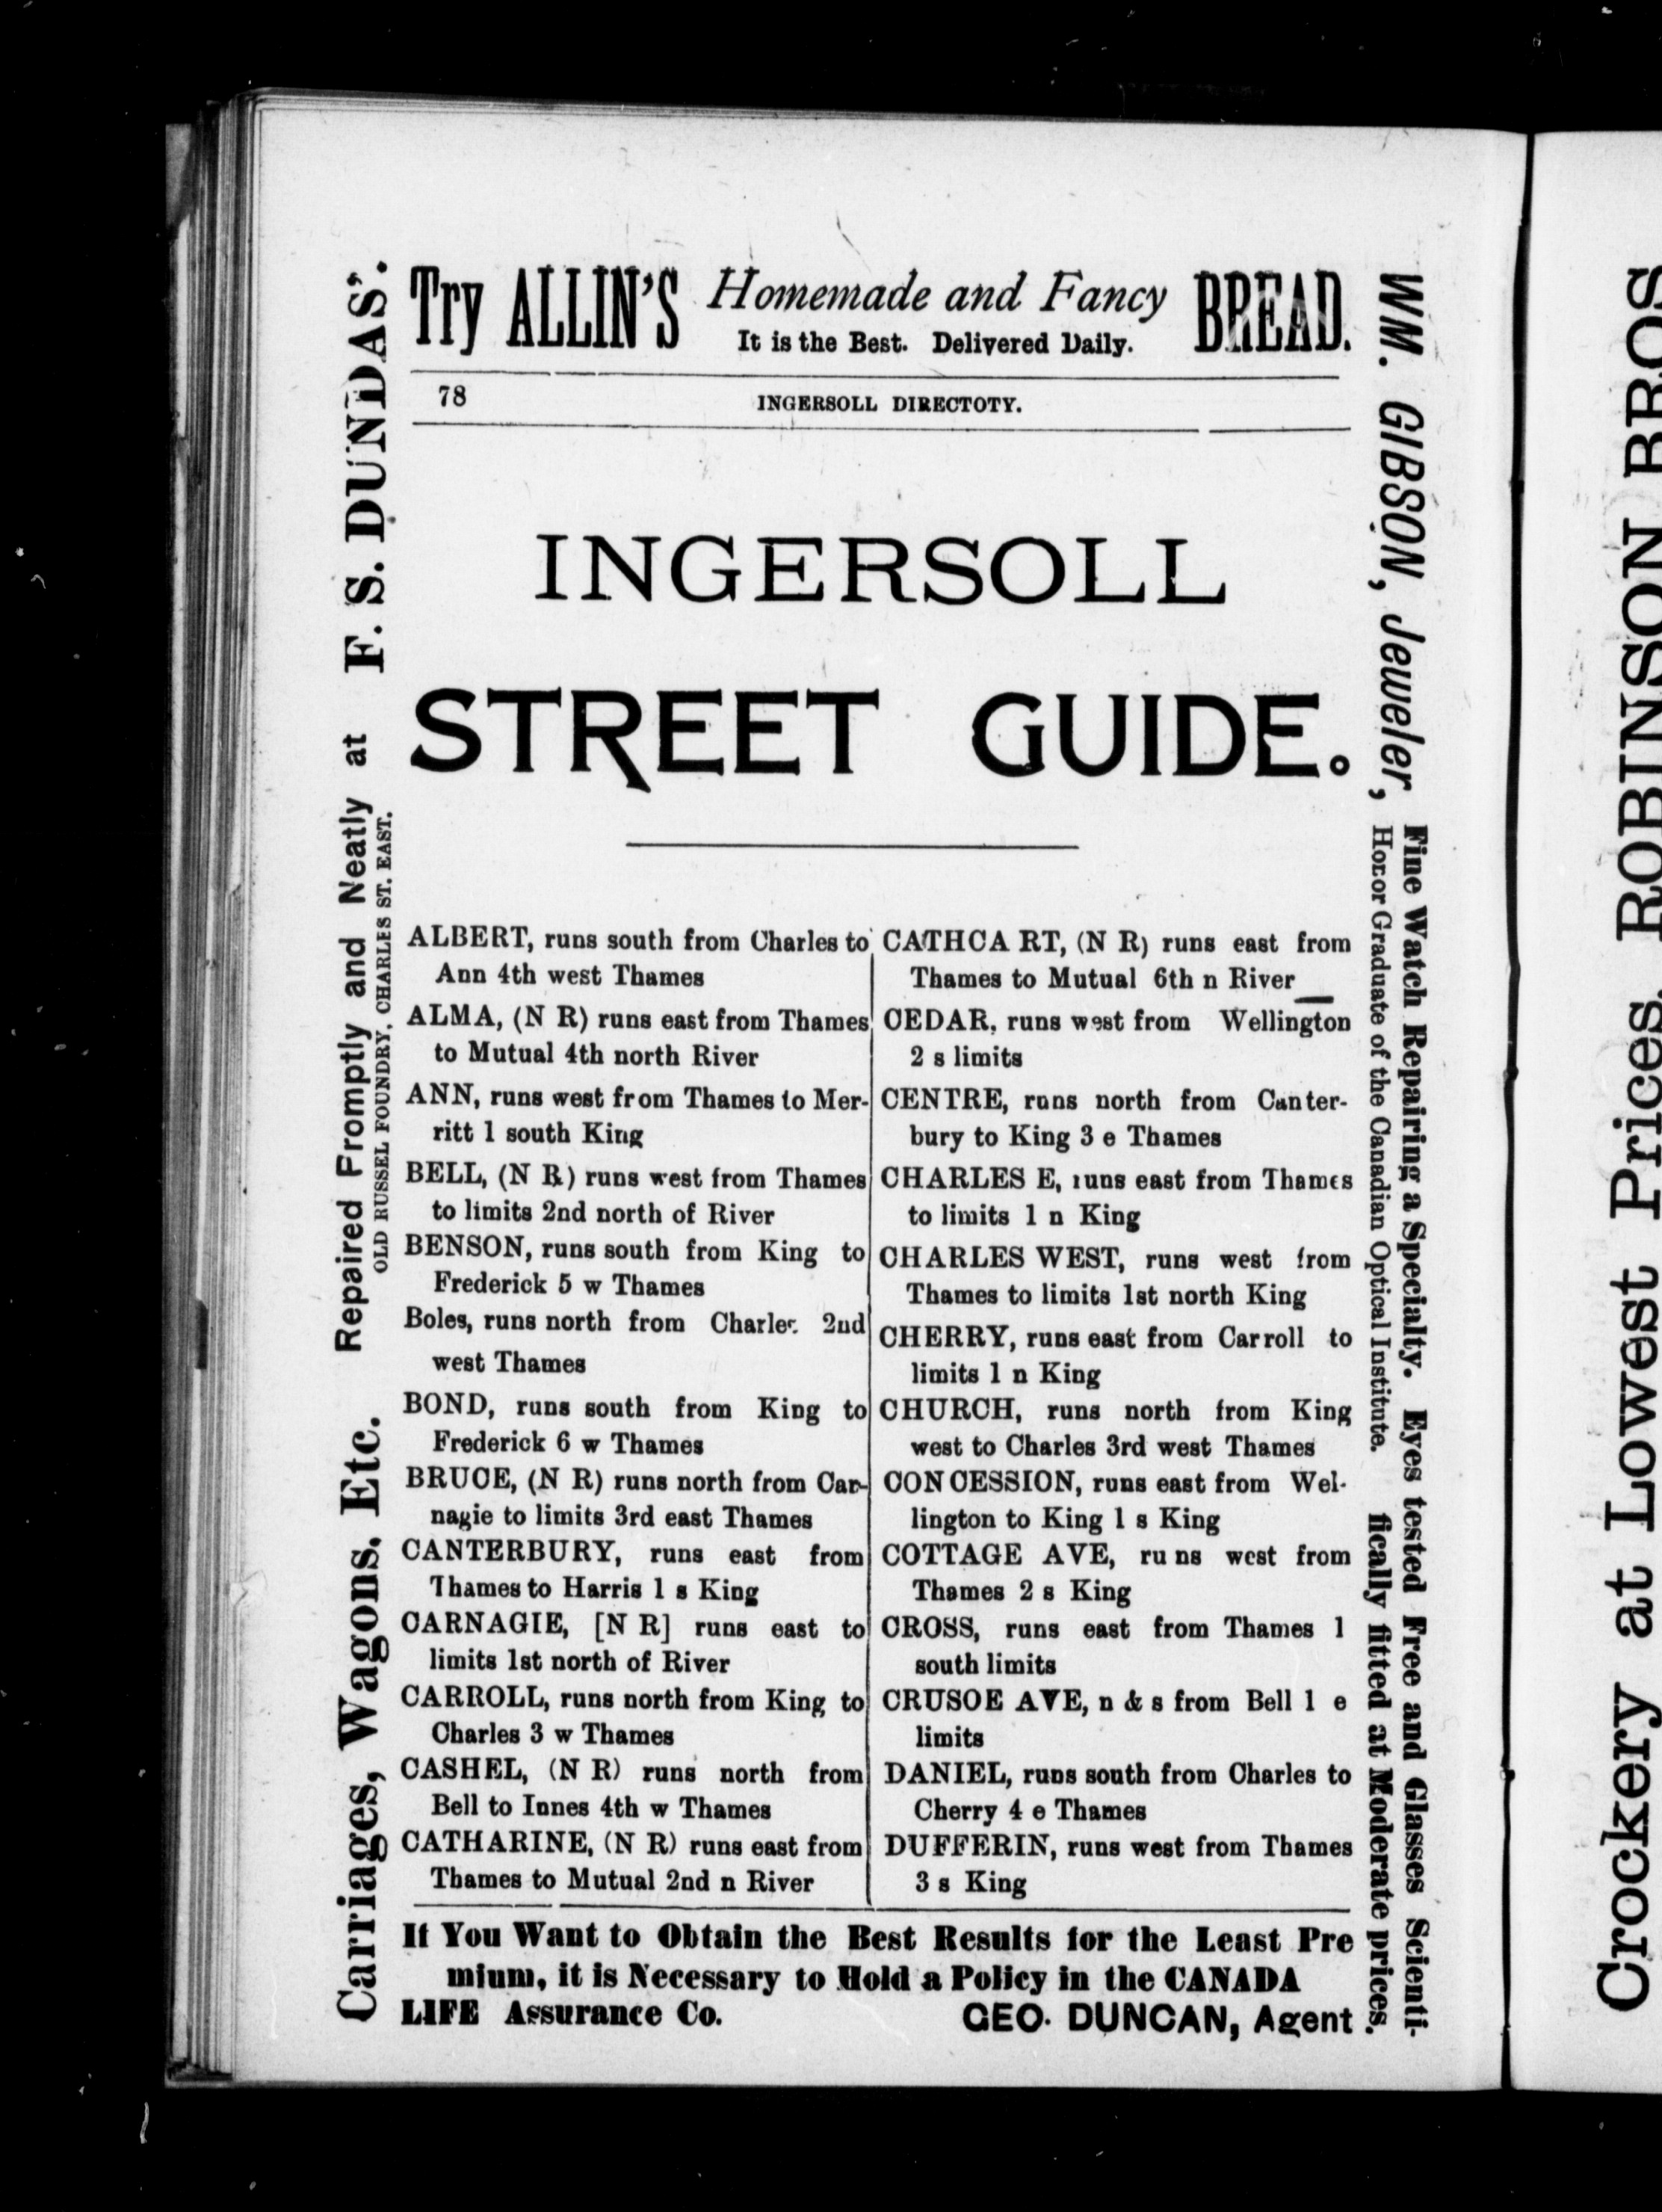 Try ALLIN'S Homemade and Fancy BREAD.
It is the Best. Delivered Daily.
78
INGERSOLL DIRECTOTY.
INGERSOLL
STREET GUIDE.
ALBERT, runs south from Charles to
Ann 4th west Thames
ALMA, (N R) runs east from Thames
to Mutual 4th north River
ANN, runs west from Thames to Mer-
ritt 1 south King
BELL, (N R) runs west from Thames
to limits 2nd north of River
BENSON, runs south from King to
Frederick 5 w Thames
Boles, runs north from Charles 2nd
west Thames
BOND, runs south from King to
Frederick 6 w Thames
BRUCE, (N R) runs north from Car-
nagie to limits 3rd east Thames
CANTERBURY, runs east from
Thames to Harris 1 s King
CARNAGIE, [N R] runs east to
limits 1st north of River
CARROLL, runs north from King to
Charles 3 w Thames
CASHEL, (N R) runs north from
Bell to Innes 4th w Thames
CATHARINE, (N R) runs east from
Thames to Mutual 2nd n River
CATHCA RT, (N R) runs east from
Thames to Mutual 6th n River
CEDAR, runs west from Wellington
2 s limits
CENTRE, runs north from Canter-
bury to King 3 e Thames
CHARLES E, runs east from Thames
to limits 1 n King
CHARLES WEST, runs west from
Thames to limits 1st north King
CHERRY, runs east from Carroll to
limits 1 n King
CHURCH, runs north from King
west to Charles 3rd west Thames
CONCESSION, runs east from Wel-
lington to King 1 s King
COTTAGE AVE, runs west from
Thames 2 s King
CROSS, runs east from Thames 1
south limits
CRUSOE AVE, n & s from Bell 1 e
limits
DANIEL, runs south from Charles to
Cherry 4 e Thames
DUFFERIN, runs west from Thames
3 s King
If You Want to Obtain the Best Results for the Least Pre
mium, it is Necessary to Hold a Policy in the CANADA
LIFE Assurance Co. GEO. DUNCAN, Agent
Carriages, Wagons, Etc. Repaired Fromptly and Neatly at F. S. DUNDAS'.
OLD RUSSEL FOUNDRY, CHARLES ST. EAST.
WM. GIBSON, Jeweler, Fine Watch Repairing a Specialty. Eyes tested Free and Glasses Scienti-
Honor Graduate of the Canadian Optical Institute. fically fitted at Moderate prices.
Crockery at Lowest Prices. ROBINSON BROS